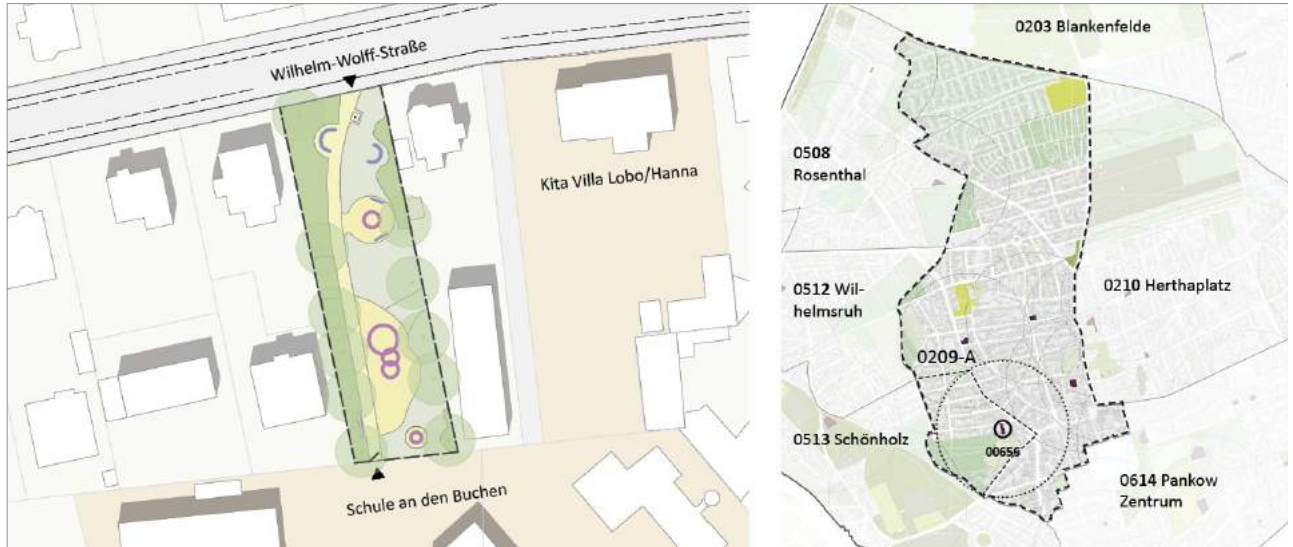 Wilhelm-Wolff-Straße
Kita Villa Lobo/Hanna
Schule an den Buchen
0203 Blankenfelde
0508
Rosenthal
0512 Wil-
helmsruh
0210 Herthaplatz
0209-A
0513 Schönholz
00656
0614 Pankow
Zentrum